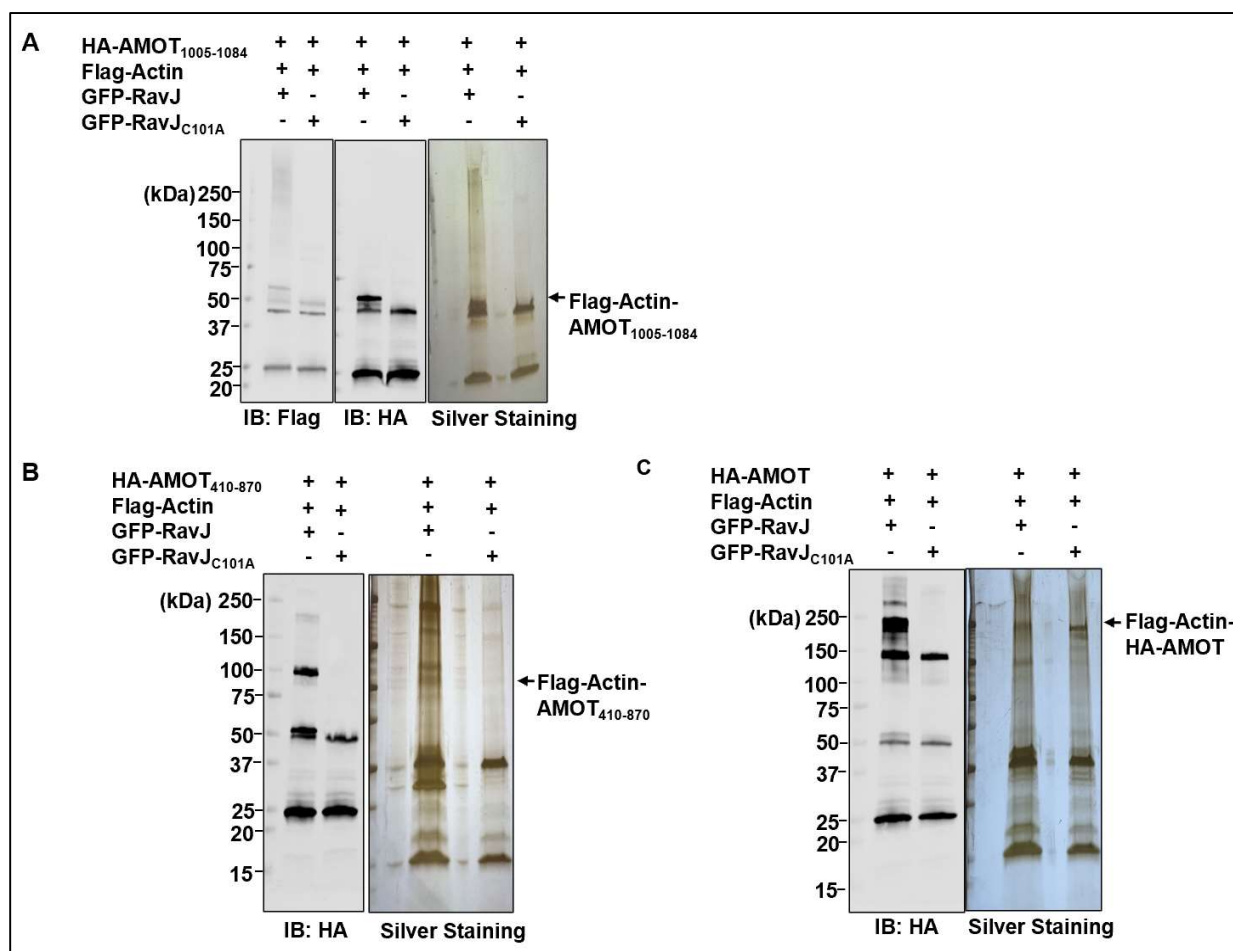 A
HA-AMOT1005-1084 + + + + + +
Flag-Actin + + + + + +
GFP-RavJ + - + - + -
GFP-RavJC101A - + - + - +
(kDa) 250
150
100
75
50
37
25
20
Flag-Actin-
AMOT1005-1084
IB: Flag IB: HA Silver Staining
B
HA-AMOT410-870 + + + +
Flag-Actin + + + +
GFP-RavJ + - + -
GFP-RavJC101A - + - +
(kDa) 250
150
100
75
50
37
25
20
15
Flag-Actin-
AMOT410-870
IB: HA Silver Staining
C
HA-AMOT + + + +
Flag-Actin + + + +
GFP-RavJ + - + -
GFP-RavJC101A - + - +
(kDa) 250
150
100
75
50
37
25
20
15
Flag-Actin-
HA-AMOT
IB: HA Silver Staining